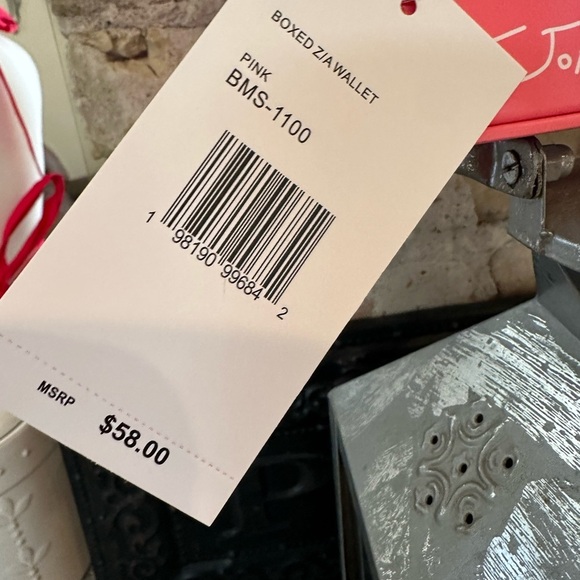 BOXED Z/A WALLET
PINK
BMS-1100
1 98190 99684 2
MSRP $58.00